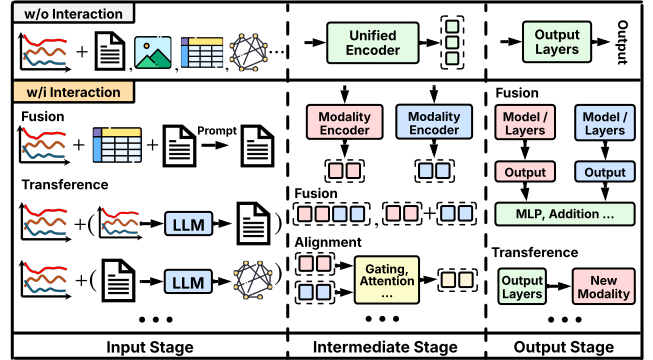 w/o Interaction
+ , , , ...
Unified
Encoder
Output
Layers
Output
w/i Interaction
Fusion
+ + Prompt
Transference
+ ( LLM )
+ ( LLM )
...
Modality
Encoder
Modality
Encoder
Fusion
, +
Alignment
Gating,
Attention
...
...
Fusion
Model /
Layers
Model /
Layers
Output
Output
MLP, Addition ...
Transference
Output
Layers
New
Modality
...
Input Stage
Intermediate Stage
Output Stage